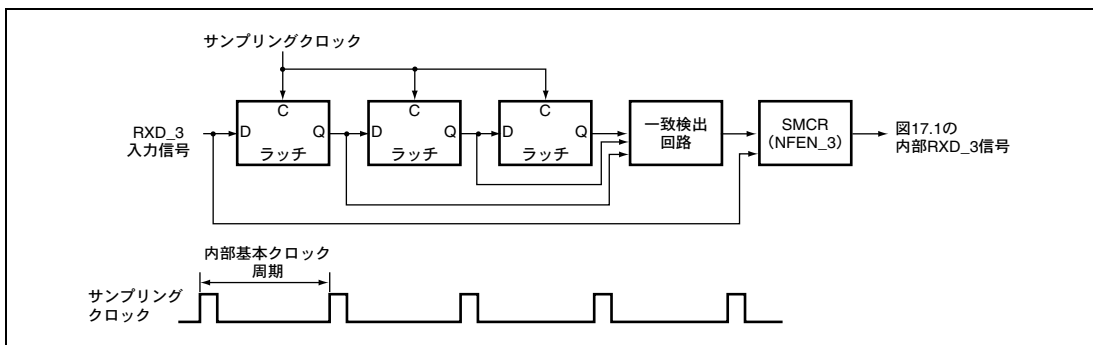 サンプリングクロック
C
C
C
RXD_3
入力信号
D
Q
D
Q
D
Q
ラッチ
ラッチ
ラッチ
一致検出
回路
SMCR
(NFEN_3)
図17.1の
内部RXD_3信号
内部基本クロック
周期
サンプリング
クロック